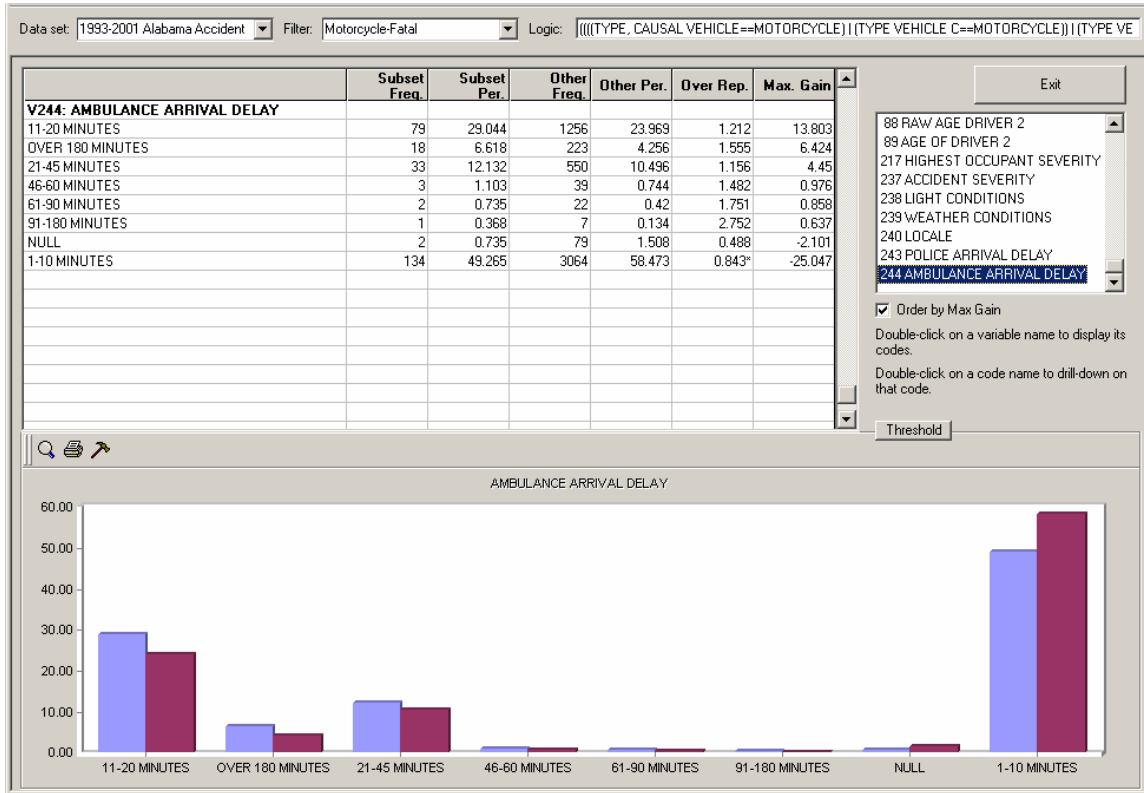 Data set: 1993-2001 Alabama Accident Filter: Motorcycle-Fatal Logic: ((((TYPE, CAUSAL VEHICLE==MOTORCYCLE) | (TYPE VEHICLE C==MOTORCYCLE)) | (TYPE VE
Subset Freq. Subset Per. Other Freq. Other Per. Over Rep. Max. Gain
V244: AMBULANCE ARRIVAL DELAY
11-20 MINUTES 79 29.044 1256 23.969 1.212 13.803
OVER 180 MINUTES 18 6.618 223 4.256 1.555 6.424
21-45 MINUTES 33 12.132 550 10.496 1.156 4.45
46-60 MINUTES 3 1.103 39 0.744 1.482 0.976
61-90 MINUTES 2 0.735 22 0.42 1.751 0.858
91-180 MINUTES 1 0.368 7 0.134 2.752 0.637
NULL 2 0.735 79 1.508 0.488 -2.101
1-10 MINUTES 134 49.265 3064 58.473 0.843* -25.047
Exit
88 RAW AGE DRIVER 2
89 AGE OF DRIVER 2
217 HIGHEST OCCUPANT SEVERITY
237 ACCIDENT SEVERITY
238 LIGHT CONDITIONS
239 WEATHER CONDITIONS
240 LOCALE
243 POLICE ARRIVAL DELAY
244 AMBULANCE ARRIVAL DELAY
Order by Max Gain
Double-click on a variable name to display its
codes.
Double-click on a code name to drill-down on
that code.
Threshold
AMBULANCE ARRIVAL DELAY
60.00
50.00
40.00
30.00
20.00
10.00
0.00
11-20 MINUTES OVER 180 MINUTES 21-45 MINUTES 46-60 MINUTES 61-90 MINUTES 91-180 MINUTES NULL 1-10 MINUTES